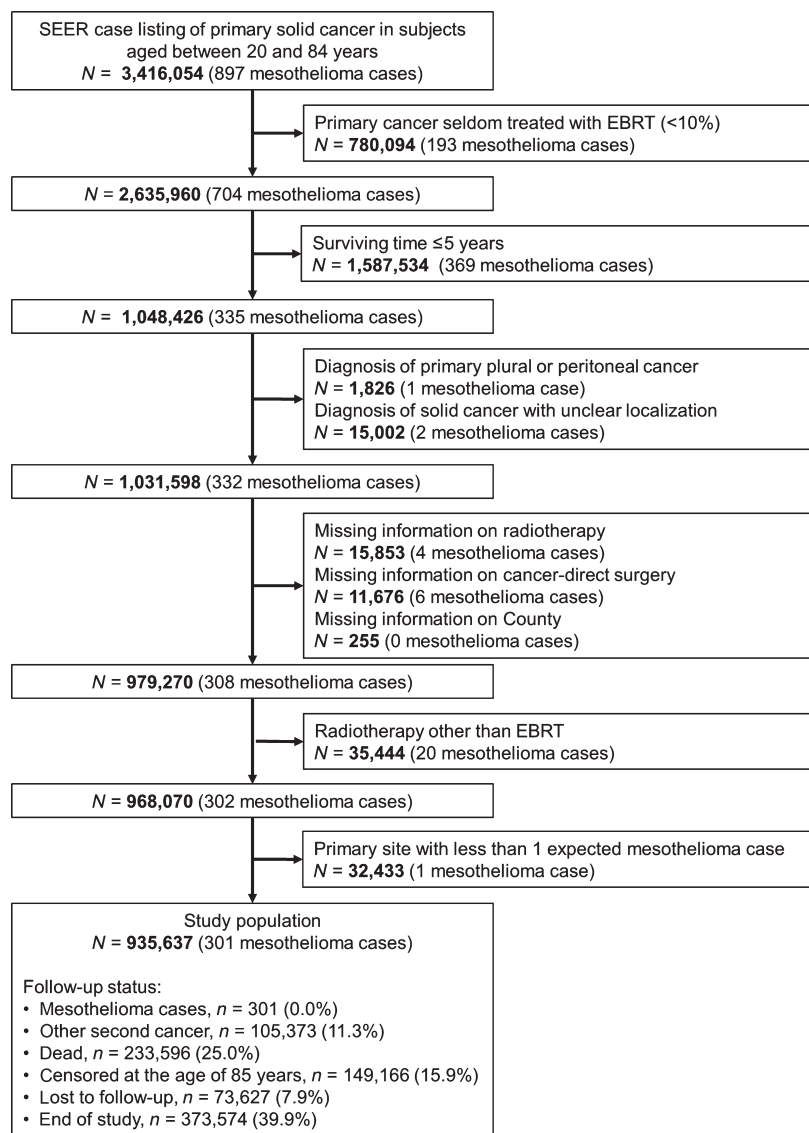 SEER case listing of primary solid cancer in subjects
aged between 20 and 84 years
N = 3,416,054 (897 mesothelioma cases)
Primary cancer seldom treated with EBRT (<10%)
N = 780,094 (193 mesothelioma cases)
N = 2,635,960 (704 mesothelioma cases)
Surviving time ≤5 years
N = 1,587,534 (369 mesothelioma cases)
N = 1,048,426 (335 mesothelioma cases)
Diagnosis of primary plural or peritoneal cancer
N = 1,826 (1 mesothelioma case)
Diagnosis of solid cancer with unclear localization
N = 15,002 (2 mesothelioma cases)
N = 1,031,598 (332 mesothelioma cases)
Missing information on radiotherapy
N = 15,853 (4 mesothelioma cases)
Missing information on cancer-direct surgery
N = 11,676 (6 mesothelioma cases)
Missing information on County
N = 255 (0 mesothelioma cases)
N = 979,270 (308 mesothelioma cases)
Radiotherapy other than EBRT
N = 35,444 (20 mesothelioma cases)
N = 968,070 (302 mesothelioma cases)
Primary site with less than 1 expected mesothelioma case
N = 32,433 (1 mesothelioma case)
Study population
N = 935,637 (301 mesothelioma cases)
Follow-up status:
• Mesothelioma cases, n = 301 (0.0%)
• Other second cancer, n = 105,373 (11.3%)
• Dead, n = 233,596 (25.0%)
• Censored at the age of 85 years, n = 149,166 (15.9%)
• Lost to follow-up, n = 73,627 (7.9%)
• End of study, n = 373,574 (39.9%)